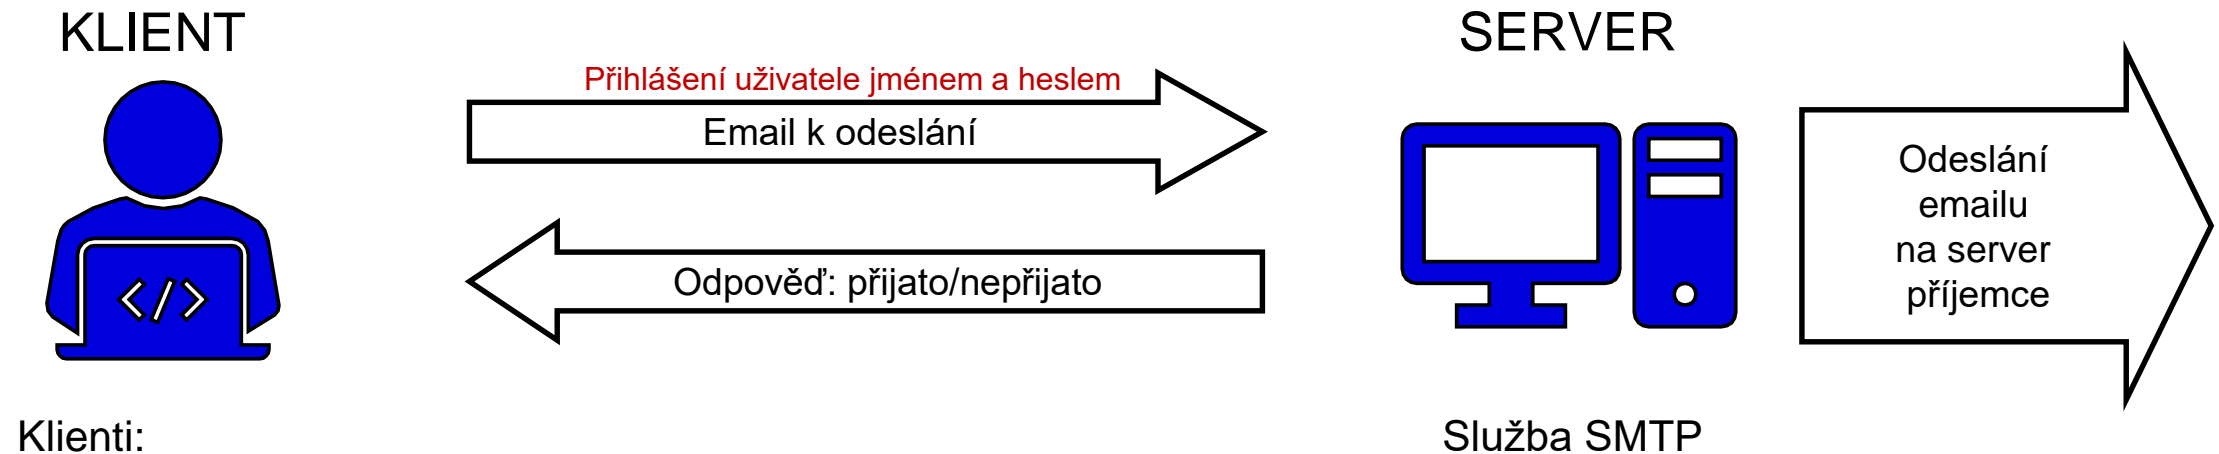 KLIENT
SERVER
Přihlášení uživatele jménem a heslem
Email k odeslání
Odpověď: přijato/nepřijato
</>
Odeslání
emailu
na server
příjemce
Klienti:
Služba SMTP